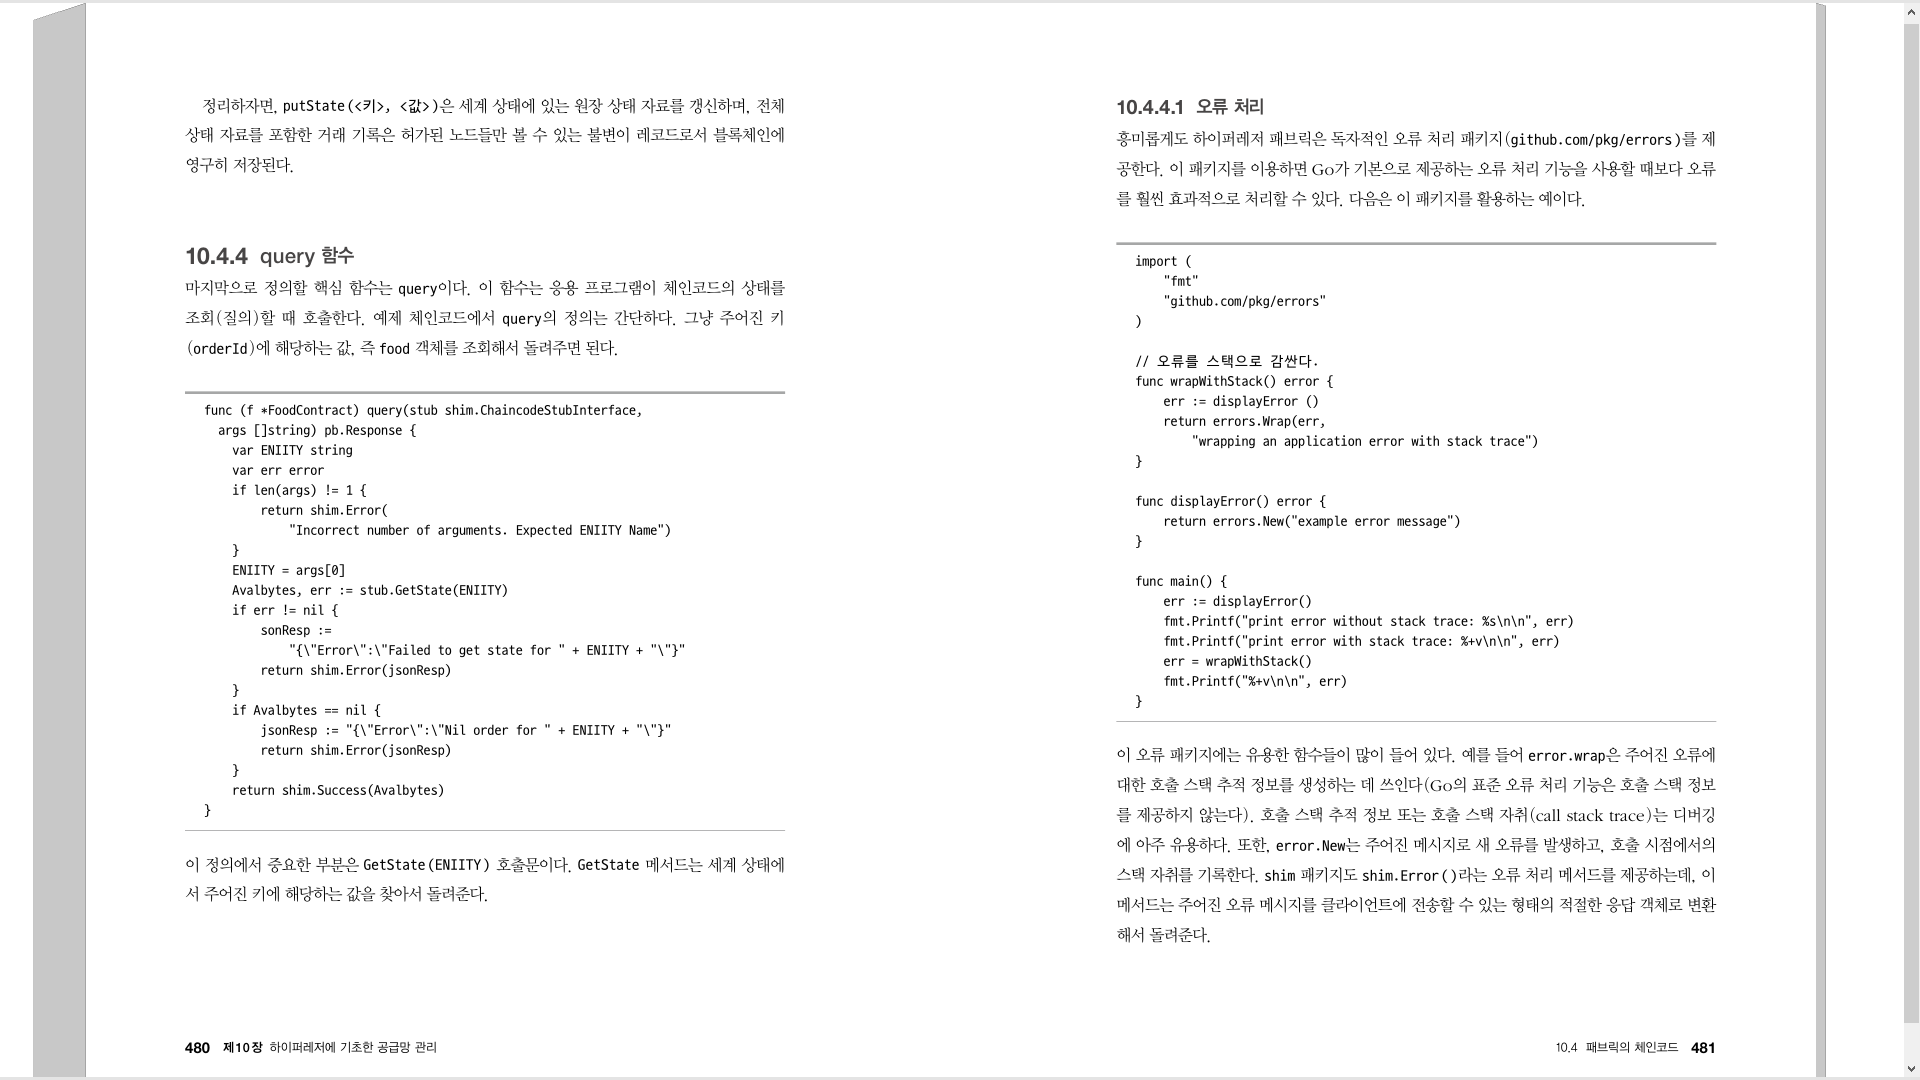 정리하자면, putState(<키>, <값>)은 세계 상태에 있는 원장 상태 자료를 갱신하며, 전체
상태 자료를 포함한 거래 기록은 허가된 노드들만 볼 수 있는 불변이 레코드로서 블록체인에
영구히 저장된다.
10.4.4 query 함수
마지막으로 정의할 핵심 함수는 query이다. 이 함수는 응용 프로그램이 체인코드의 상태를
조회(질의)할 때 호출한다. 예제 체인코드에서 query의 정의는 간단하다. 그냥 주어진 키
(orderId)에 해당하는 값, 즉 food 객체를 조회해서 돌려주면 된다.
func (f *FoodContract) query(stub shim.ChaincodeStubInterface,
  args []string) pb.Response {
    var ENIITY string
    var err error
    if len(args) != 1 {
        return shim.Error(
            "Incorrect number of arguments. Expected ENIITY Name")
    }
    ENIITY = args[0]
    Avalbytes, err := stub.GetState(ENIITY)
    if err != nil {
        sonResp :=
            "{\"Error\":\"Failed to get state for " + ENIITY + "\"}"
        return shim.Error(jsonResp)
    }
    if Avalbytes == nil {
        jsonResp := "{\"Error\":\"Nil order for " + ENIITY + "\"}"
        return shim.Error(jsonResp)
    }
    return shim.Success(Avalbytes)
}
이 정의에서 중요한 부분은 GetState(ENIITY) 호출문이다. GetState 메서드는 세계 상태에
서 주어진 키에 해당하는 값을 찾아서 돌려준다.
480 제10장 하이퍼레저에 기초한 공급망 관리
10.4.4.1 오류 처리
흥미롭게도 하이퍼레저 패브릭은 독자적인 오류 처리 패키지(github.com/pkg/errors)를 제
공한다. 이 패키지를 이용하면 Go가 기본으로 제공하는 오류 처리 기능을 사용할 때보다 오류
를 훨씬 효과적으로 처리할 수 있다. 다음은 이 패키지를 활용하는 예이다.
import (
    "fmt"
    "github.com/pkg/errors"
)
// 오류를 스택으로 감싼다.
func wrapWithStack() error {
    err := displayError ()
    return errors.Wrap(err,
        "wrapping an application error with stack trace")
}
func displayError() error {
    return errors.New("example error message")
}
func main() {
    err := displayError()
    fmt.Printf("print error without stack trace: %s\n\n", err)
    fmt.Printf("print error with stack trace: %+v\n\n", err)
    err = wrapWithStack()
    fmt.Printf("%+v\n\n", err)
}
이 오류 패키지에는 유용한 함수들이 많이 들어 있다. 예를 들어 error.wrap은 주어진 오류에
대한 호출 스택 추적 정보를 생성하는 데 쓰인다(Go의 표준 오류 처리 기능은 호출 스택 정보
를 제공하지 않는다). 호출 스택 추적 정보 또는 호출 스택 자취(call stack trace)는 디버깅
에 아주 유용하다. 또한, error.New는 주어진 메시지로 새 오류를 발생하고, 호출 시점에서의
스택 자취를 기록한다. shim 패키지도 shim.Error()라는 오류 처리 메서드를 제공하는데, 이
메서드는 주어진 오류 메시지를 클라이언트에 전송할 수 있는 형태의 적절한 응답 객체로 변환
해서 돌려준다.
10.4 패브릭의 체인코드 481